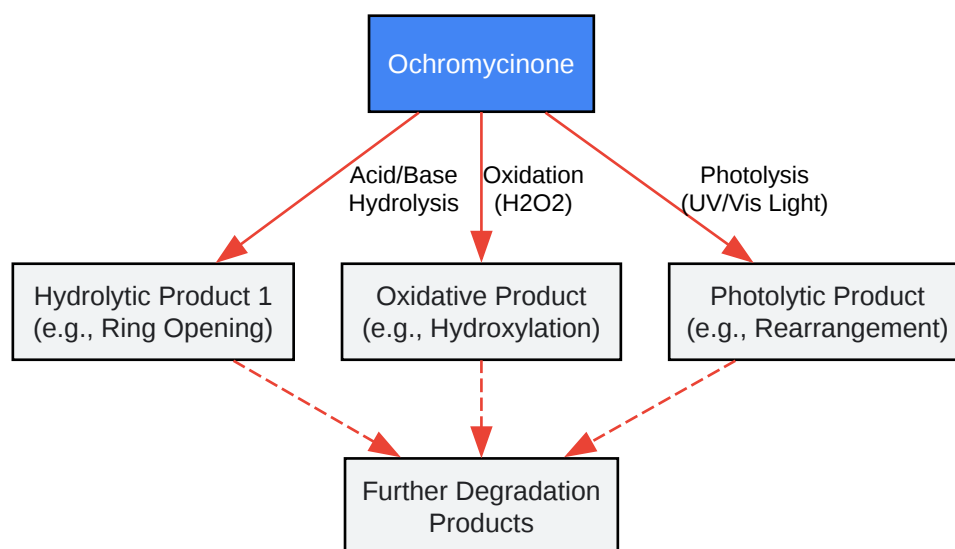 Ochromycinone
Acid/Base
Hydrolysis
Oxidation
(H2O2)
Photolysis
(UV/Vis Light)
Hydrolytic Product 1
(e.g., Ring Opening)
Oxidative Product
(e.g., Hydroxylation)
Photolytic Product
(e.g., Rearrangement)
Further Degradation
Products